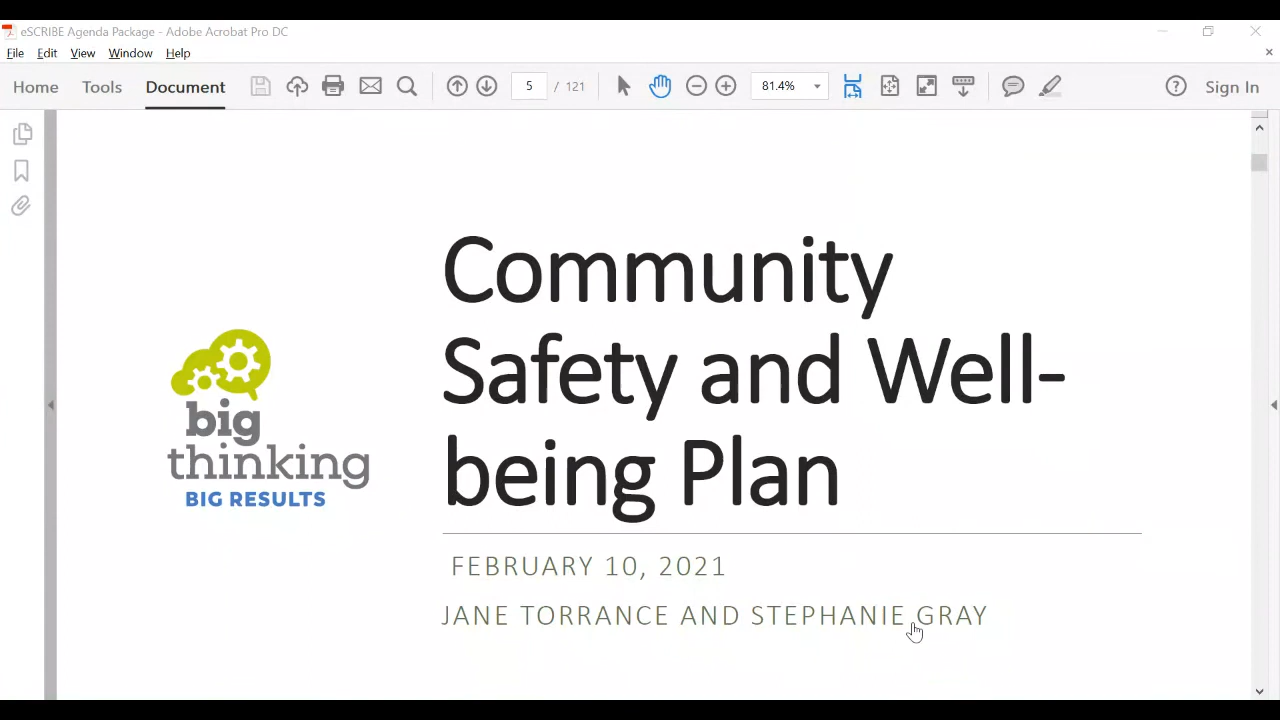 eSCRIBE Agenda Package - Adobe Acrobat Pro DC
File Edit View Window Help
Home Tools Document 5 / 121 81.4% Sign In
Community
Safety and Well-
being Plan
big
thinking
BIG RESULTS
FEBRUARY 10, 2021
JANE TORRANCE AND STEPHANIE GRAY